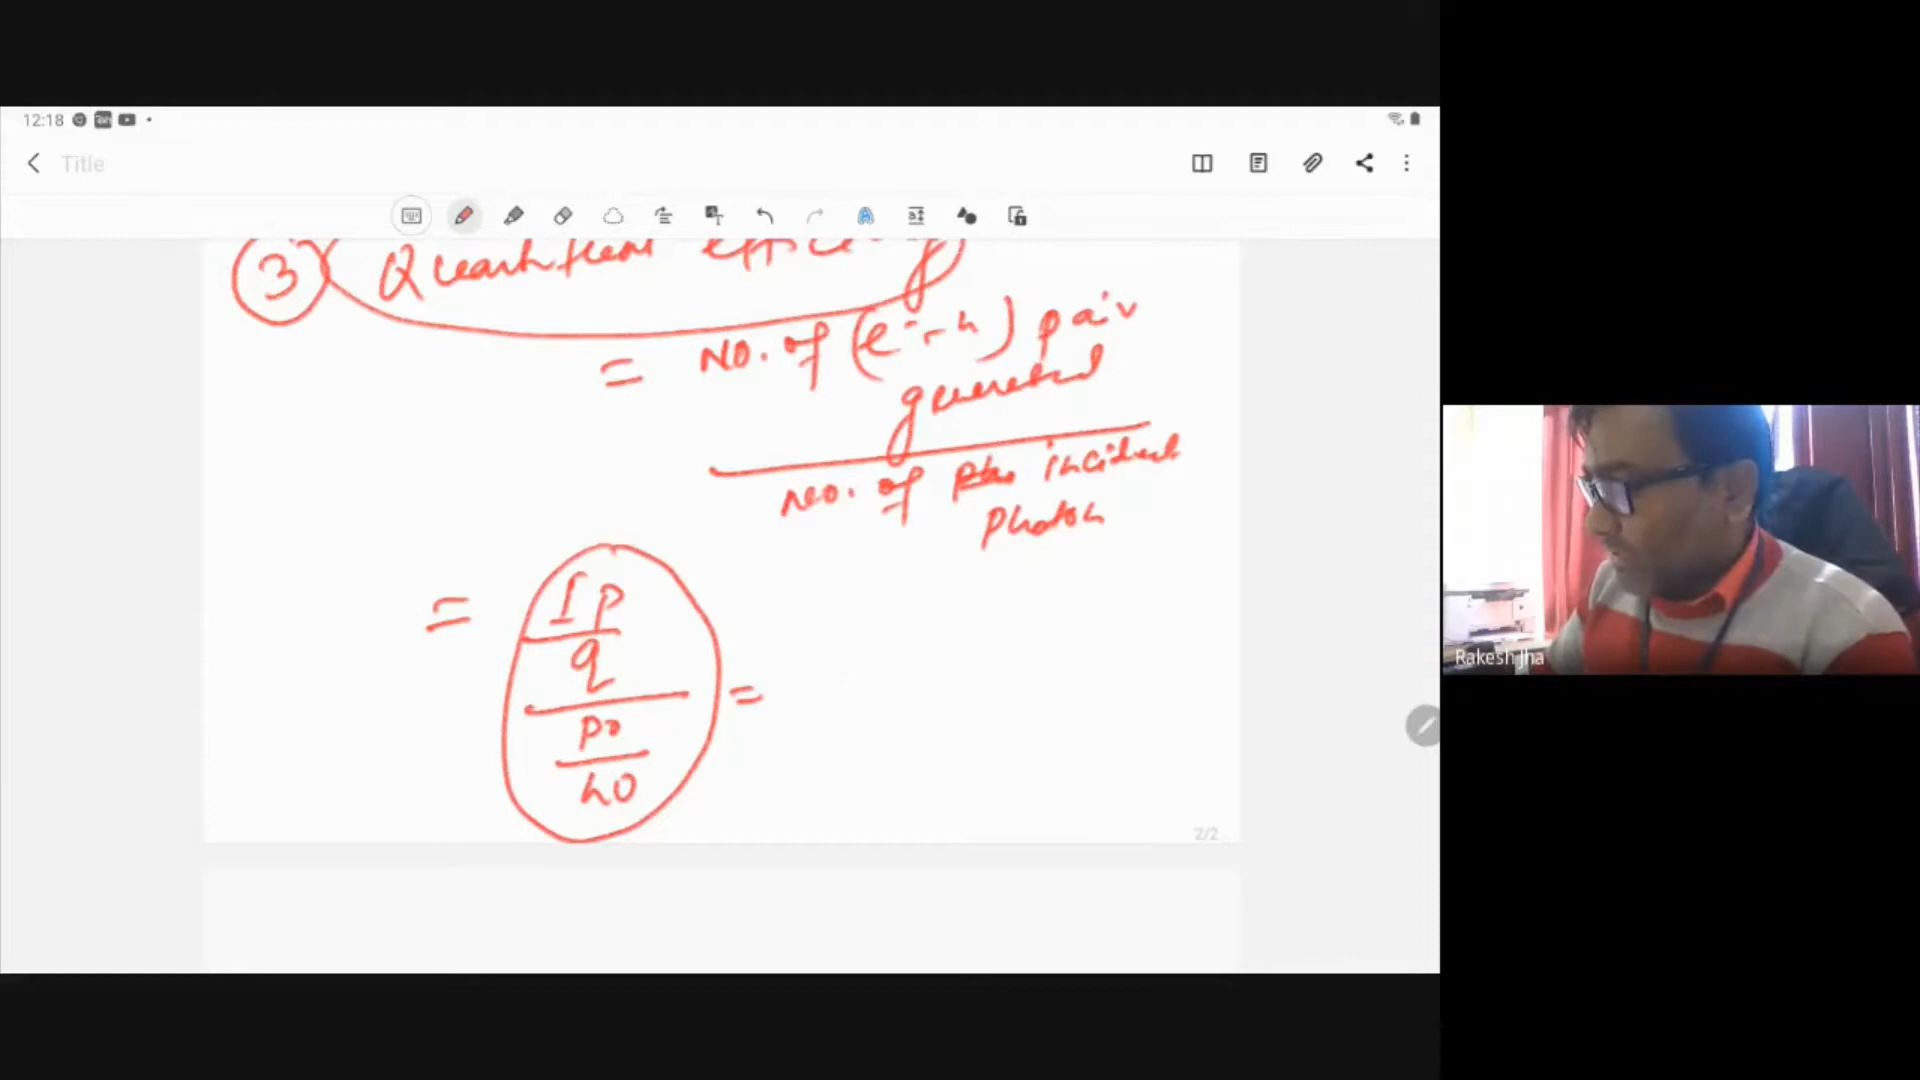 12:18
Title
3 Quantum efficiency
= No. of (e⁻-h) pair
generated
No. of pho incident
photon
= Ip
q
=
Po
hυ
2/2
Rakesh Jha